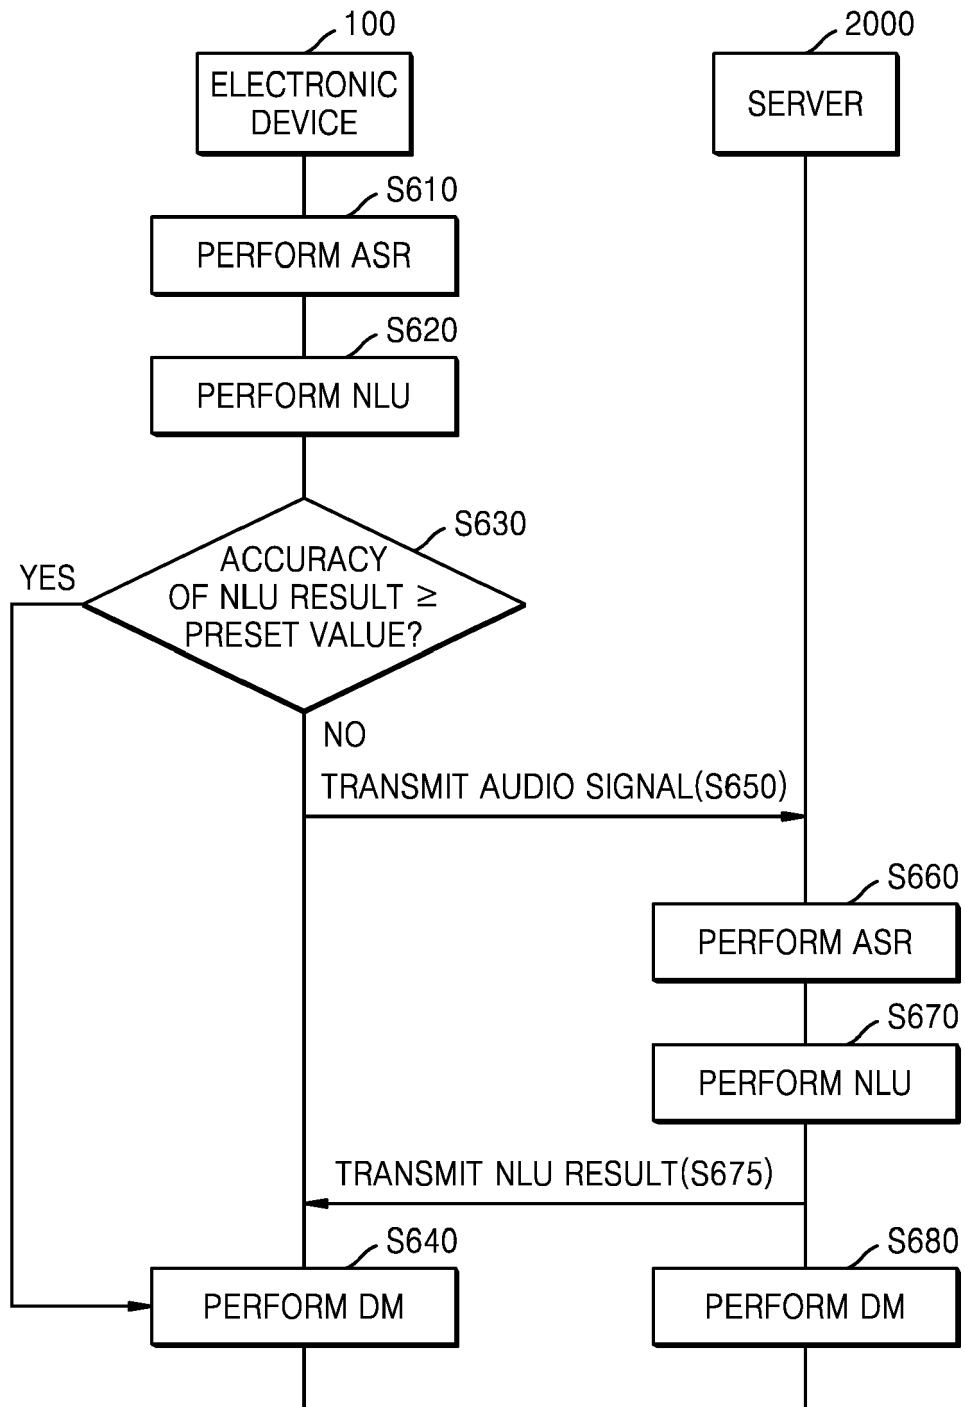 100
2000
ELECTRONIC
DEVICE
SERVER
S610
PERFORM ASR
S620
PERFORM NLU
S630
ACCURACY
OF NLU RESULT ≥
PRESET VALUE?
YES
NO
TRANSMIT AUDIO SIGNAL(S650)
S660
PERFORM ASR
S670
PERFORM NLU
TRANSMIT NLU RESULT(S675)
S640
PERFORM DM
S680
PERFORM DM